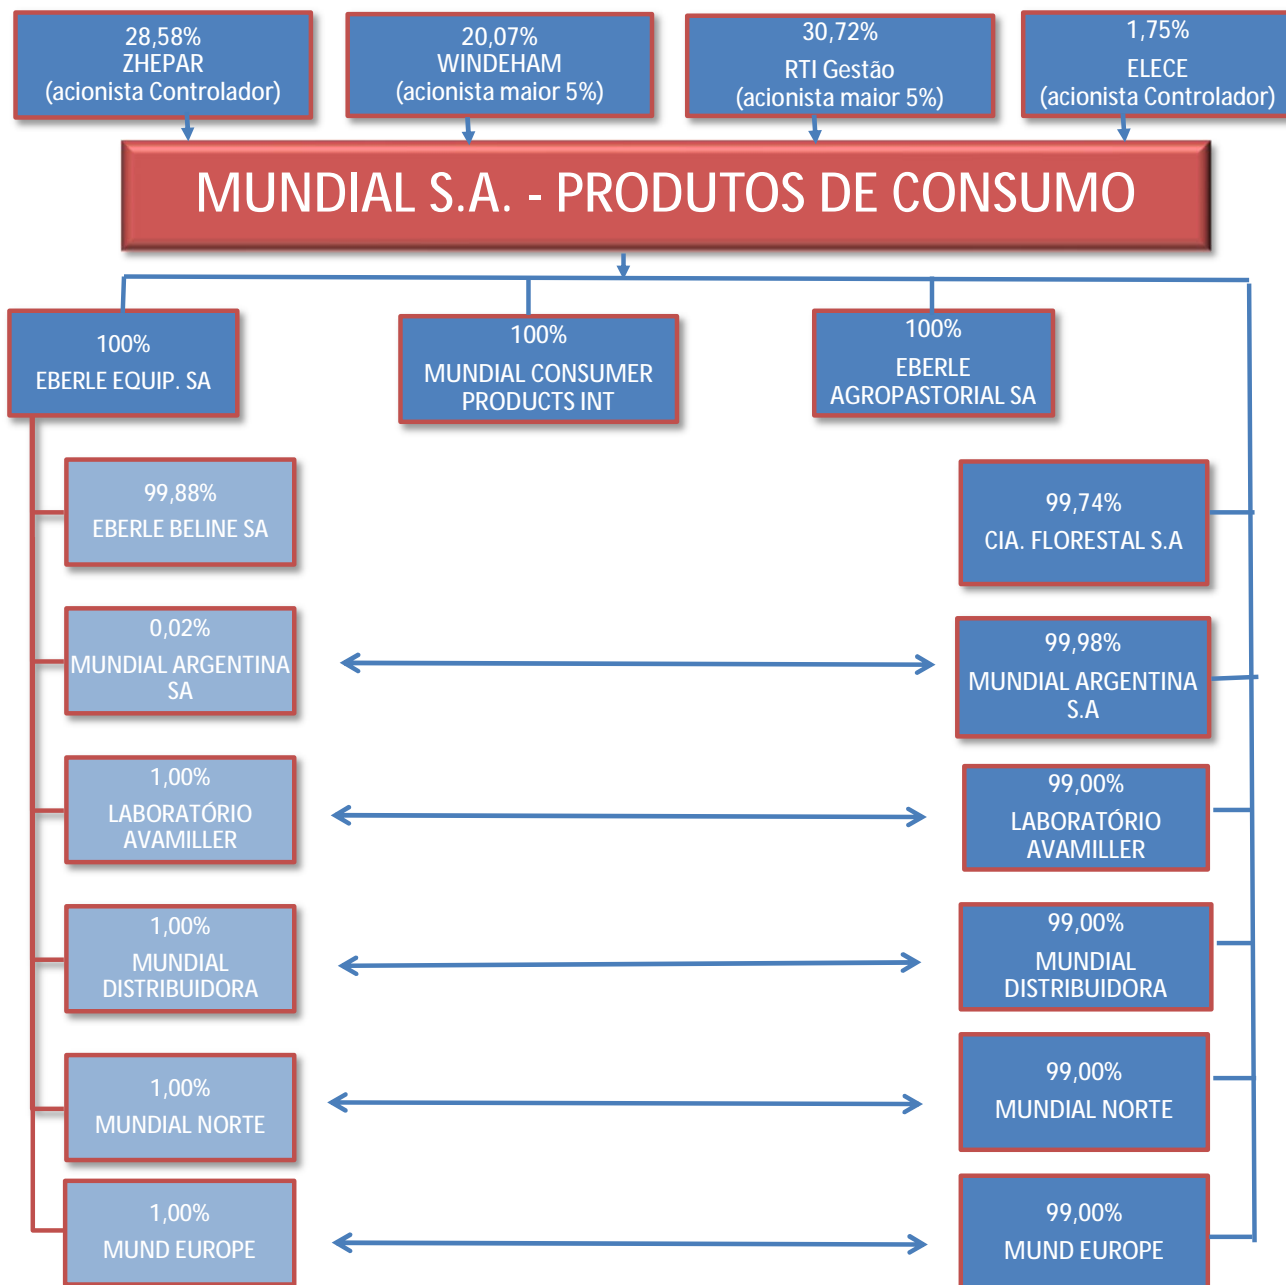 28,58%
ZHEPAR
(acionista Controlador)
20,07%
WINDEHAM
(acionista maior 5%)
30,72%
RTI Gestão
(acionista maior 5%)
1,75%
ELECE
(acionista Controlador)
MUNDIAL S.A. - PRODUTOS DE CONSUMO
100%
EBERLE EQUIP. SA
100%
MUNDIAL CONSUMER
PRODUCTS INT
100%
EBERLE
AGROPASTORIAL SA
99,88%
EBERLE BELINE SA
99,74%
CIA. FLORESTAL S.A
0,02%
MUNDIAL ARGENTINA
SA
99,98%
MUNDIAL ARGENTINA
S.A
1,00%
LABORATÓRIO
AVAMILLER
99,00%
LABORATÓRIO
AVAMILLER
1,00%
MUNDIAL
DISTRIBUIDORA
99,00%
MUNDIAL
DISTRIBUIDORA
1,00%
MUNDIAL NORTE
99,00%
MUNDIAL NORTE
1,00%
MUND EUROPE
99,00%
MUND EUROPE